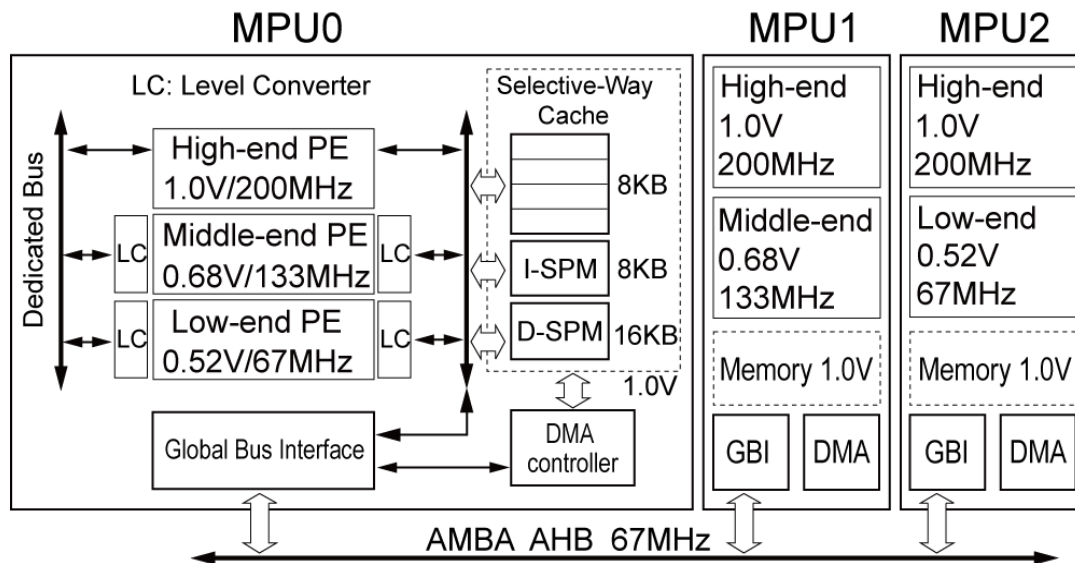 MPU0
LC: Level Converter
Dedicated Bus
High-end PE
1.0V/200MHz
LC
Middle-end PE
0.68V/133MHz
LC
LC
Low-end PE
0.52V/67MHz
LC
Selective-Way
Cache
8KB
I-SPM
8KB
D-SPM
16KB
1.0V
Global Bus Interface
DMA
controller
MPU1
High-end
1.0V
200MHz
Middle-end
0.68V
133MHz
Memory 1.0V
GBI
DMA
MPU2
High-end
1.0V
200MHz
Low-end
0.52V
67MHz
Memory 1.0V
GBI
DMA
AMBA AHB 67MHz